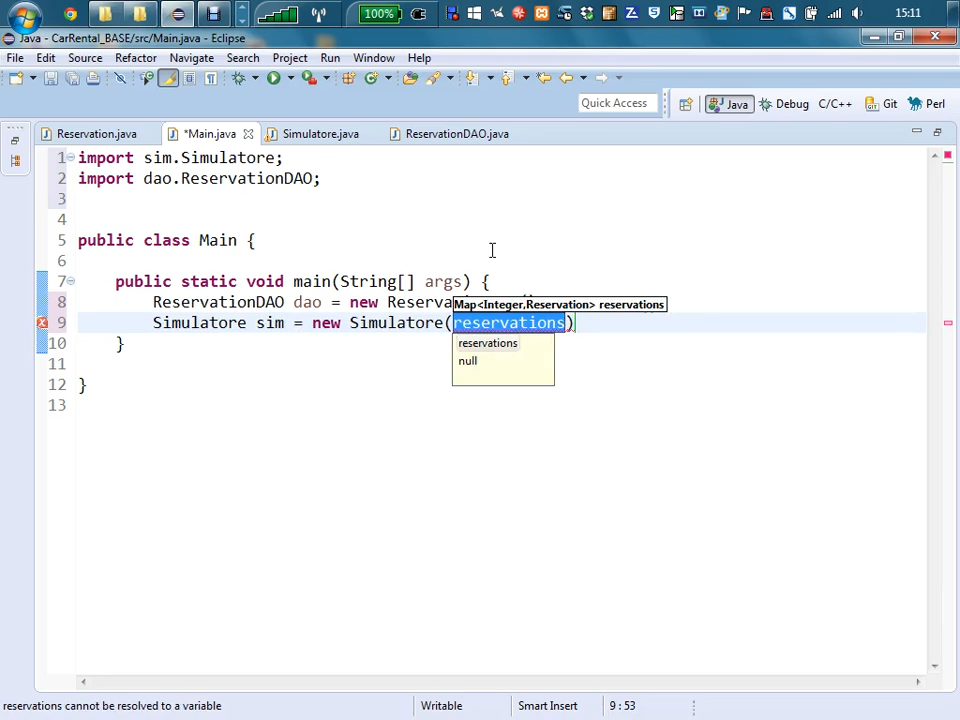 100%
15:11
Java - CarRental_BASE/src/Main.java - Eclipse
File Edit Source Refactor Navigate Search Project Run Window Help
Quick Access Java Debug C/C++ Git Perl
Reservation.java *Main.java Simulatore.java ReservationDAO.java
1 import sim.Simulatore;
2 import dao.ReservationDAO;
3
4
5 public class Main {
6
7 public static void main(String[] args) {
8 ReservationDAO dao = new Reserva
Map<Integer,Reservation> reservations
9 Simulatore sim = new Simulatore(reservations)
reservations
10 }
null
11
12 }
13
reservations cannot be resolved to a variable Writable Smart Insert 9 : 53